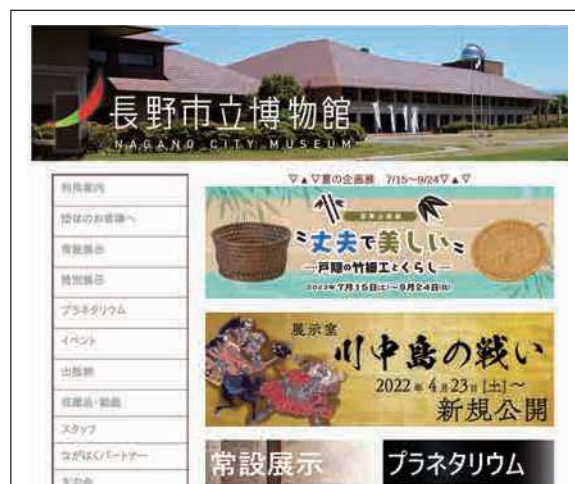 長野市立博物館
NAGANO CITY MUSEUM
利用案内
団体のお客様へ
常設展示
特別展示
プラネタリウム
イベント
出版物
収蔵品・動画
スタッフ
ながはくパートナー
友の会
▽▲▽夏の企画展 7/15~9/24▽▲▽
丈夫で美しい
―戸隠の竹細工とくらし―
2023年7月15日(土)~9月24日(日)
展示室
川中島の戦い
2022年4月23日[土]~
新規公開
常設展示
プラネタリウム